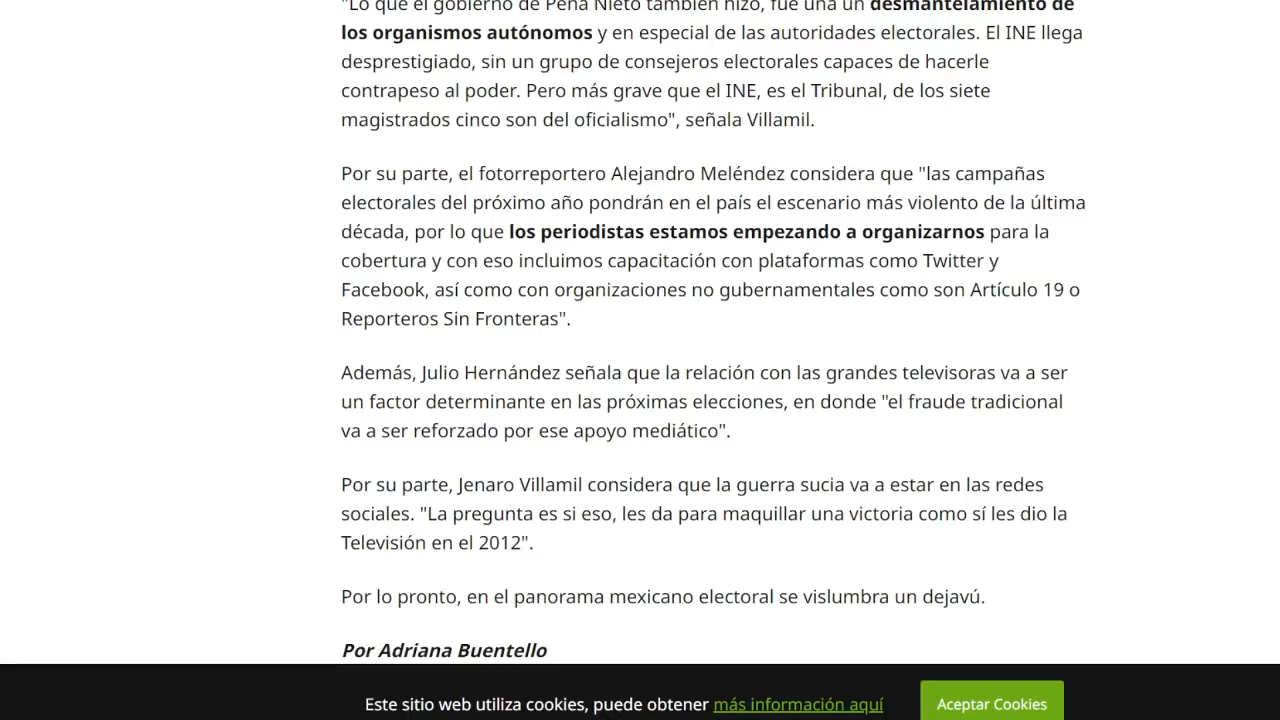 "Lo que el gobierno de Peña Nieto también hizo, fue una un desmantelamiento de
los organismos autónomos y en especial de las autoridades electorales. El INE llega
desprestigiado, sin un grupo de consejeros electorales capaces de hacerle
contrapeso al poder. Pero más grave que el INE, es el Tribunal, de los siete
magistrados cinco son del oficialismo", señala Villamil.
Por su parte, el fotorreportero Alejandro Meléndez considera que "las campañas
electorales del próximo año pondrán en el país el escenario más violento de la última
década, por lo que los periodistas estamos empezando a organizarnos para la
cobertura y con eso incluimos capacitación con plataformas como Twitter y
Facebook, así como con organizaciones no gubernamentales como son Artículo 19 o
Reporteros Sin Fronteras".
Además, Julio Hernández señala que la relación con las grandes televisoras va a ser
un factor determinante en las próximas elecciones, en donde "el fraude tradicional
va a ser reforzado por ese apoyo mediático".
Por su parte, Jenaro Villamil considera que la guerra sucia va a estar en las redes
sociales. "La pregunta es si eso, les da para maquillar una victoria como sí les dio la
Televisión en el 2012".
Por lo pronto, en el panorama mexicano electoral se vislumbra un dejavú.
Por Adriana Buentello
Este sitio web utiliza cookies, puede obtener más información aquí
Aceptar Cookies